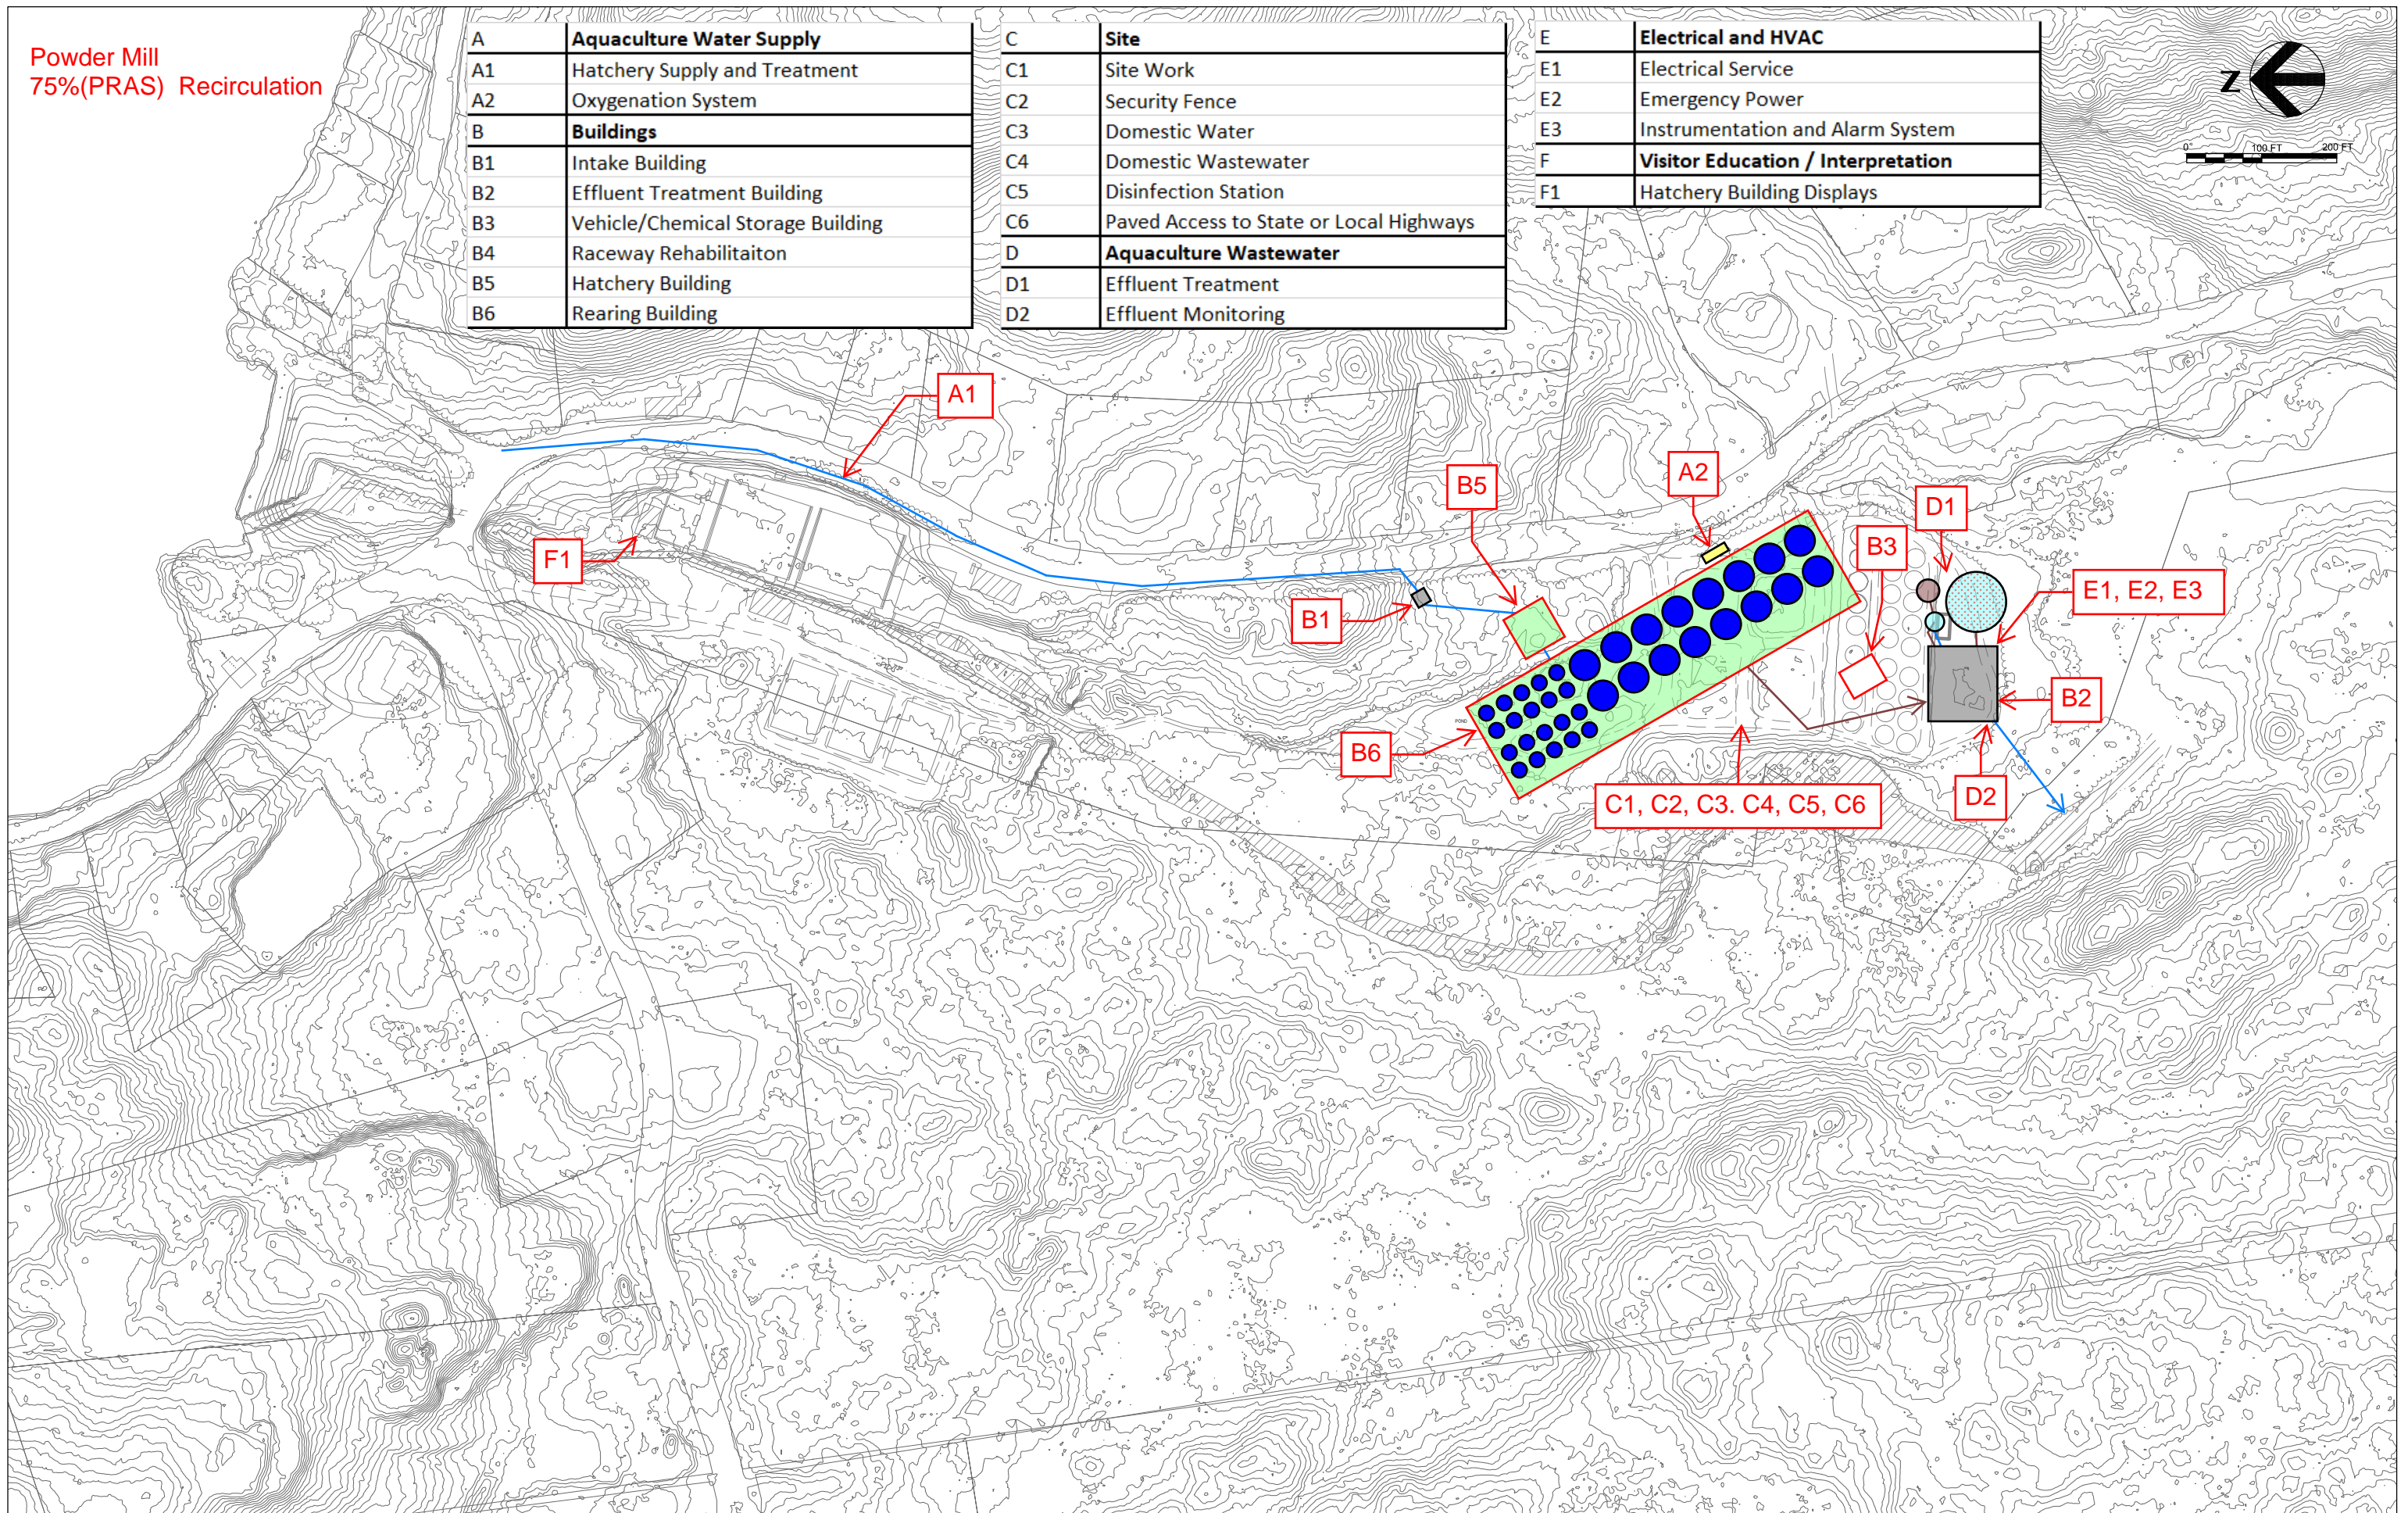 Powder Mill
75%(PRAS) Recirculation
A Aquaculture Water Supply
A1 Hatchery Supply and Treatment
A2 Oxygenation System
B Buildings
B1 Intake Building
B2 Effluent Treatment Building
B3 Vehicle/Chemical Storage Building
B4 Raceway Rehabilitaiton
B5 Hatchery Building
B6 Rearing Building
C Site
C1 Site Work
C2 Security Fence
C3 Domestic Water
C4 Domestic Wastewater
C5 Disinfection Station
C6 Paved Access to State or Local Highways
D Aquaculture Wastewater
D1 Effluent Treatment
D2 Effluent Monitoring
E Electrical and HVAC
E1 Electrical Service
E2 Emergency Power
E3 Instrumentation and Alarm System
F Visitor Education / Interpretation
F1 Hatchery Building Displays
N
0' 100 FT 200 FT
A1
A2
B5
D1
B3
F1
E1, E2, E3
B1
B2
POND
B6
C1, C2, C3. C4, C5, C6
D2